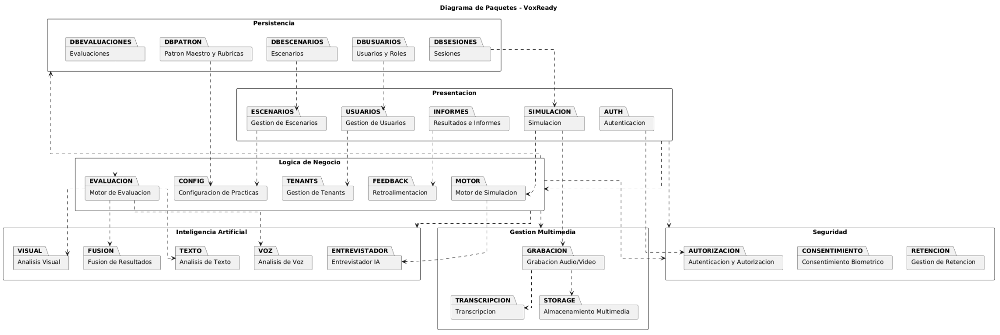 Diagrama de Paquetes - VoxReady
Persistencia
DBEVALUACIONES
Evaluaciones
DBPATRON
Patron Maestro y Rubricas
DBESCENARIOS
Escenarios
DBUSUARIOS
Usuarios y Roles
DBSESIONES
Sesiones
Presentacion
ESCENARIOS
Gestion de Escenarios
USUARIOS
Gestion de Usuarios
INFORMES
Resultados e Informes
SIMULACION
Simulacion
AUTH
Autenticacion
Logica de Negocio
EVALUACION
Motor de Evaluacion
CONFIG
Configuracion de Practicas
TENANTS
Gestion de Tenants
FEEDBACK
Retroalimentacion
MOTOR
Motor de Simulacion
Inteligencia Artificial
VISUAL
Analisis Visual
FUSION
Fusion de Resultados
TEXTO
Analisis de Texto
VOZ
Analisis de Voz
ENTREVISTADOR
Entrevistador IA
Gestion Multimedia
GRABACION
Grabacion Audio/Video
TRANSCRIPCION
Transcripcion
STORAGE
Almacenamiento Multimedia
Seguridad
AUTORIZACION
Autenticacion y Autorizacion
CONSENTIMIENTO
Consentimiento Biometrico
RETENCION
Gestion de Retencion